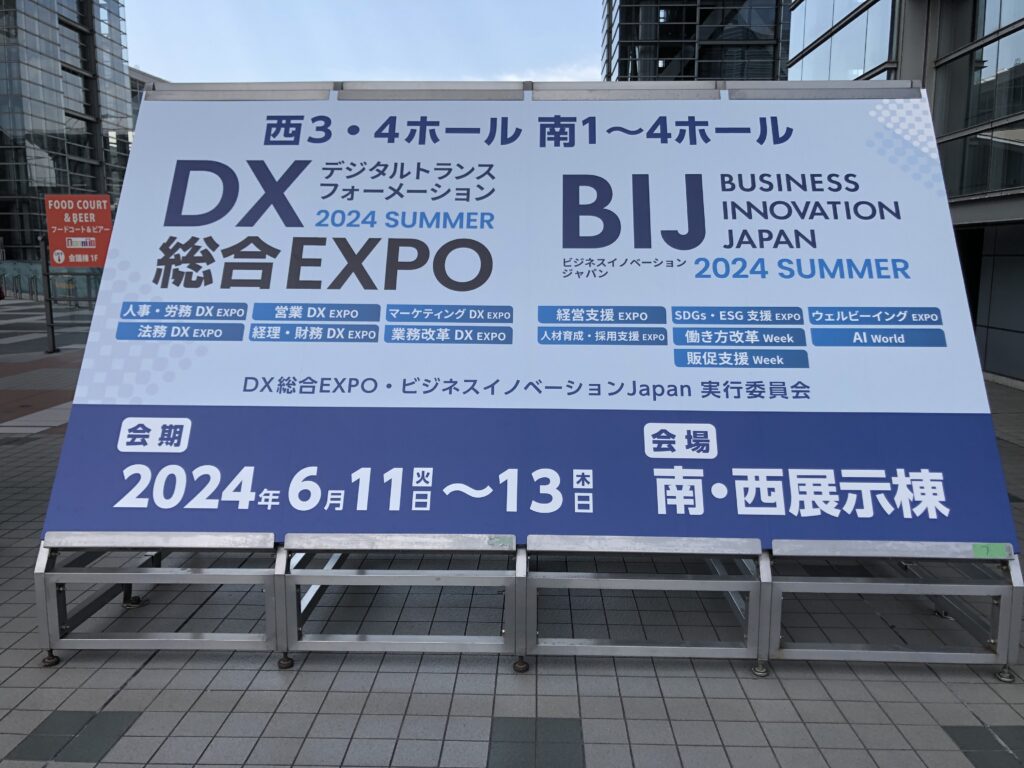 西3・4ホール 南1～4ホール
DX デジタルトランス
フォーメーション
2024 SUMMER
総合EXPO
人事・労務 DX EXPO
営業 DX EXPO
マーケティング DX EXPO
法務 DX EXPO
経理・財務 DX EXPO
業務改革 DX EXPO
BIJ BUSINESS
INNOVATION
JAPAN
ビジネスイノベーション
ジャパン
2024 SUMMER
経営支援 EXPO
SDGs・ESG 支援 EXPO
ウェルビーイング EXPO
人材育成・採用支援 EXPO
働き方改革 Week
AI World
販促支援 Week
DX総合EXPO・ビジネスイノベーションJapan 実行委員会
会期
2024年6月11火日～13木日
会場
南・西展示棟
FOOD COURT
& BEER
フードコート&ビアー
会議棟 1F